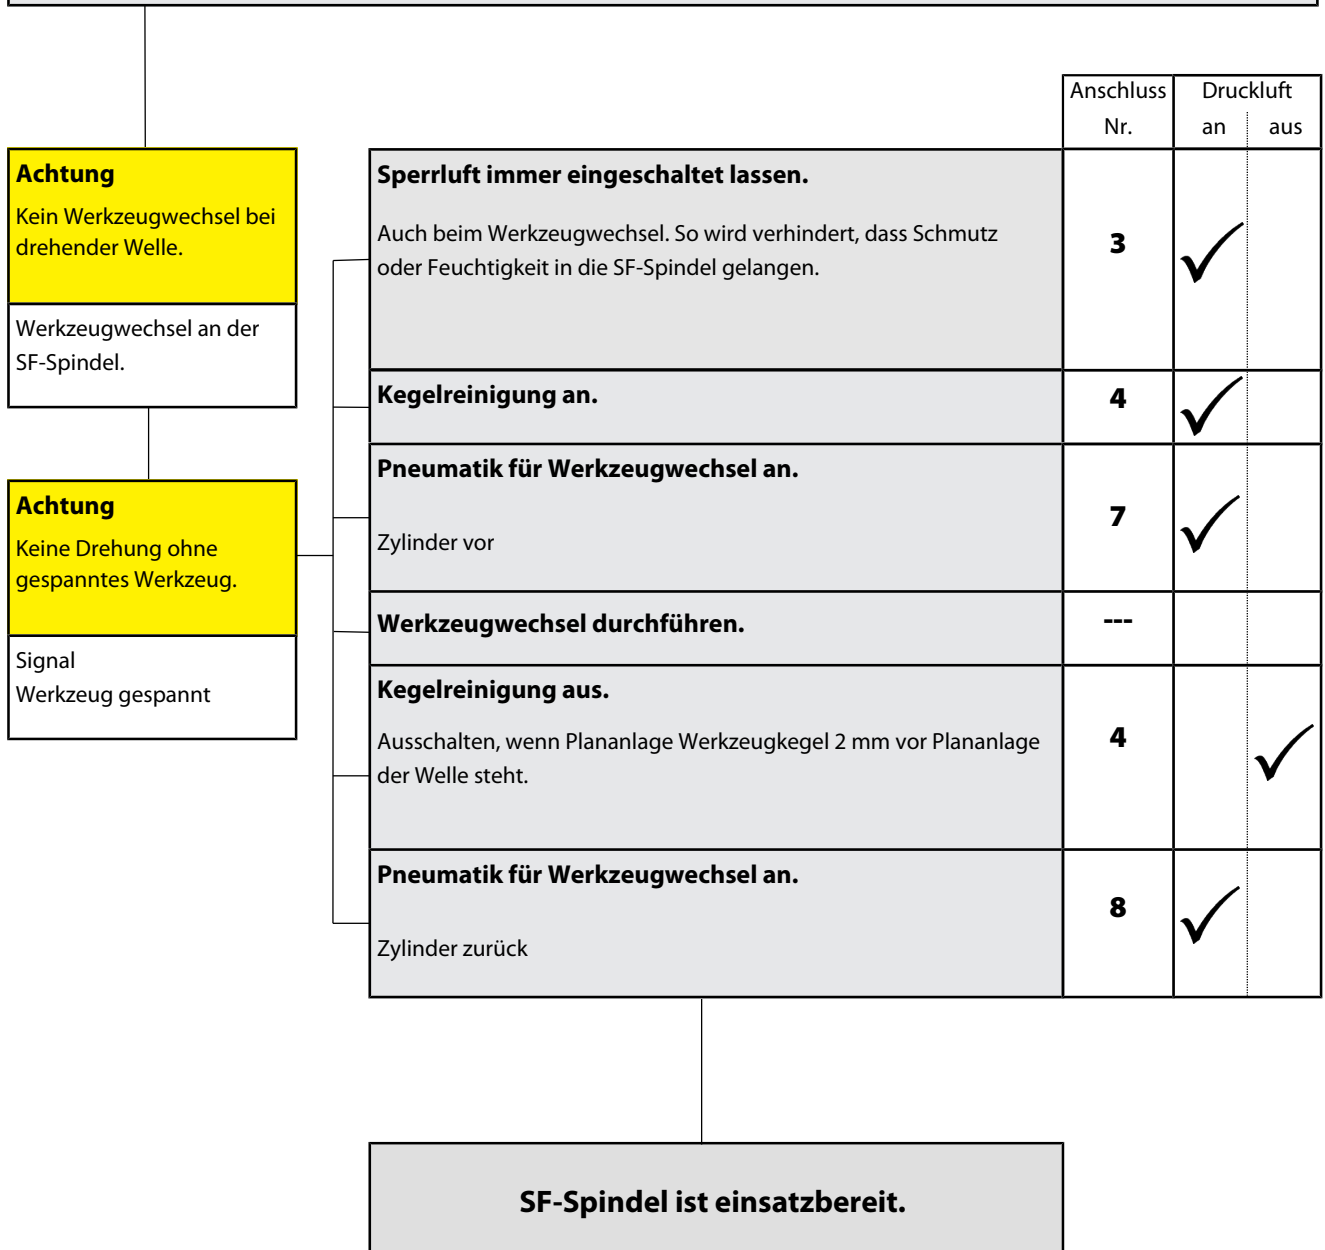 Anschluss Druckluft
Nr. an aus
Achtung
Kein Werkzeugwechsel bei
drehender Welle.
Werkzeugwechsel an der
SF-Spindel.
Achtung
Keine Drehung ohne
gespanntes Werkzeug.
Signal
Werkzeug gespannt
Sperrluft immer eingeschaltet lassen.
Auch beim Werkzeugwechsel. So wird verhindert, dass Schmutz
oder Feuchtigkeit in die SF-Spindel gelangen.
3
Kegelreinigung an.
4
Pneumatik für Werkzeugwechsel an.
Zylinder vor
7
Werkzeugwechsel durchführen.
---
Kegelreinigung aus.
Ausschalten, wenn Plananlage Werkzeugkegel 2 mm vor Plananlage
der Welle steht.
4
Pneumatik für Werkzeugwechsel an.
Zylinder zurück
8
SF-Spindel ist einsatzbereit.